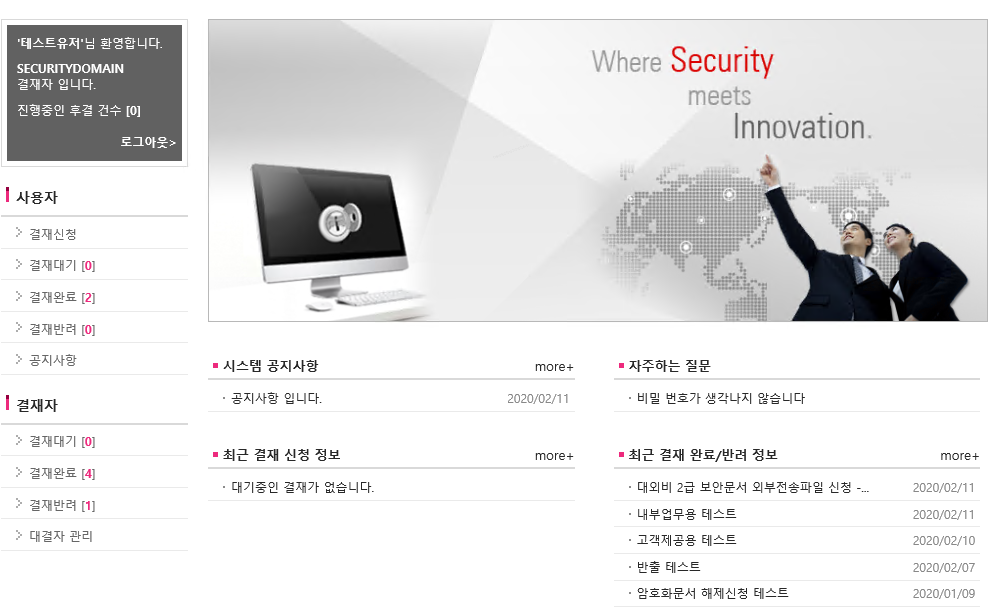 '테스트유저'님 환영합니다.
SECURITYDOMAIN
결재자 입니다.
진행중인 후결 건수 [0]
로그아웃>
사용자
결재신청
결재대기 [0]
결재완료 [2]
결재반려 [0]
공지사항
결재자
결재대기 [0]
결재완료 [4]
결재반려 [1]
대결자 관리
Where Security
meets
Innovation.
시스템 공지사항 more+
· 공지사항 입니다. 2020/02/11
자주하는 질문
· 비밀 번호가 생각나지 않습니다
최근 결재 신청 정보 more+
· 대기중인 결재가 없습니다.
최근 결재 완료/반려 정보 more+
· 대외비 2급 보안문서 외부전송파일 신청 -... 2020/02/11
· 내부업무용 테스트 2020/02/11
· 고객제공용 테스트 2020/02/10
· 반출 테스트 2020/02/07
· 암호화문서 해제신청 테스트 2020/01/09